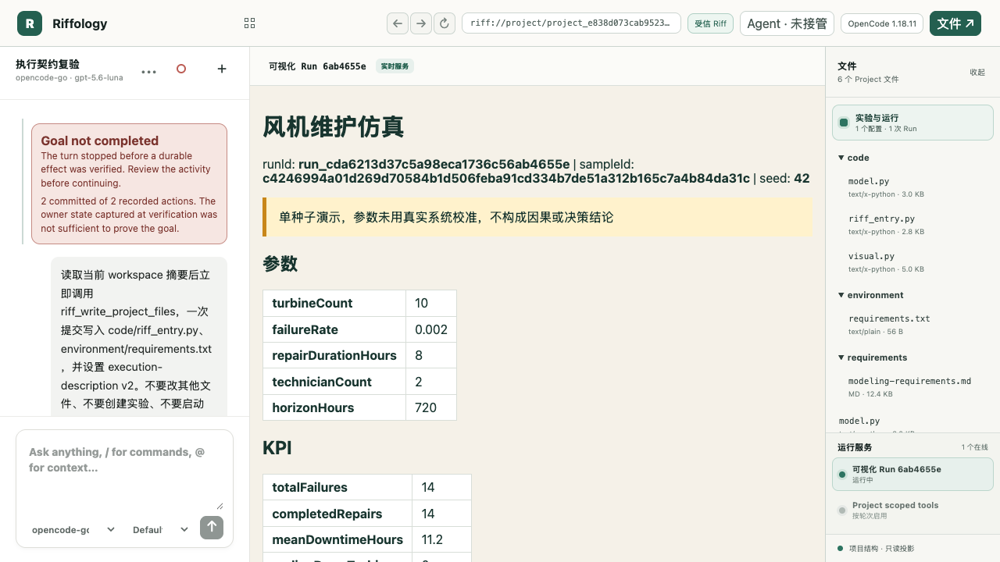 R
Riffology
riff://project/project_e838d073cab9523…
受信 Riff
Agent · 未接管
OpenCode 1.18.11
文件 ↗
执行契约复验
opencode-go · gpt-5.6-luna
Goal not completed
The turn stopped before a durable
effect was verified. Review the activity
before continuing.
2 committed of 2 recorded actions. The
owner state captured at verification was
not sufficient to prove the goal.
读取当前 workspace 摘要后立
即调用
riff_write_project_files，一次
提交写入 code/riff_entry.py、
environment/requirements.txt
，并设置 execution-
description v2。不要改其他文
件、不要创建实验、不要启动
Ask anything, / for commands, @
for context...
opencode-go
Default
可视化 Run 6ab4655e
实时服务
风机维护仿真
runId: run_cda6213d37c5a98eca1736c56ab4655e | sampleId:
c4246994a01d269d70584b1d506feba91cd334b7de51a312b165c7a4b84da31c | seed: 42
单种子演示，参数未用真实系统校准，不构成因果或决策结论
参数
turbineCount 10
failureRate 0.002
repairDurationHours 8
technicianCount 2
horizonHours 720
KPI
totalFailures 14
completedRepairs 14
meanDowntimeHours 11.2
文件
6 个 Project 文件
收起
实验与运行
1 个配置 · 1 次 Run
code
model.py
text/x-python · 3.0 KB
riff_entry.py
text/x-python · 2.8 KB
visual.py
text/x-python · 5.0 KB
environment
requirements.txt
text/plain · 56 B
requirements
modeling-requirements.md
MD · 12.4 KB
model.py
运行服务
1 个在线
可视化 Run 6ab4655e
运行中
Project scoped tools
按轮次启用
项目结构 · 只读投影